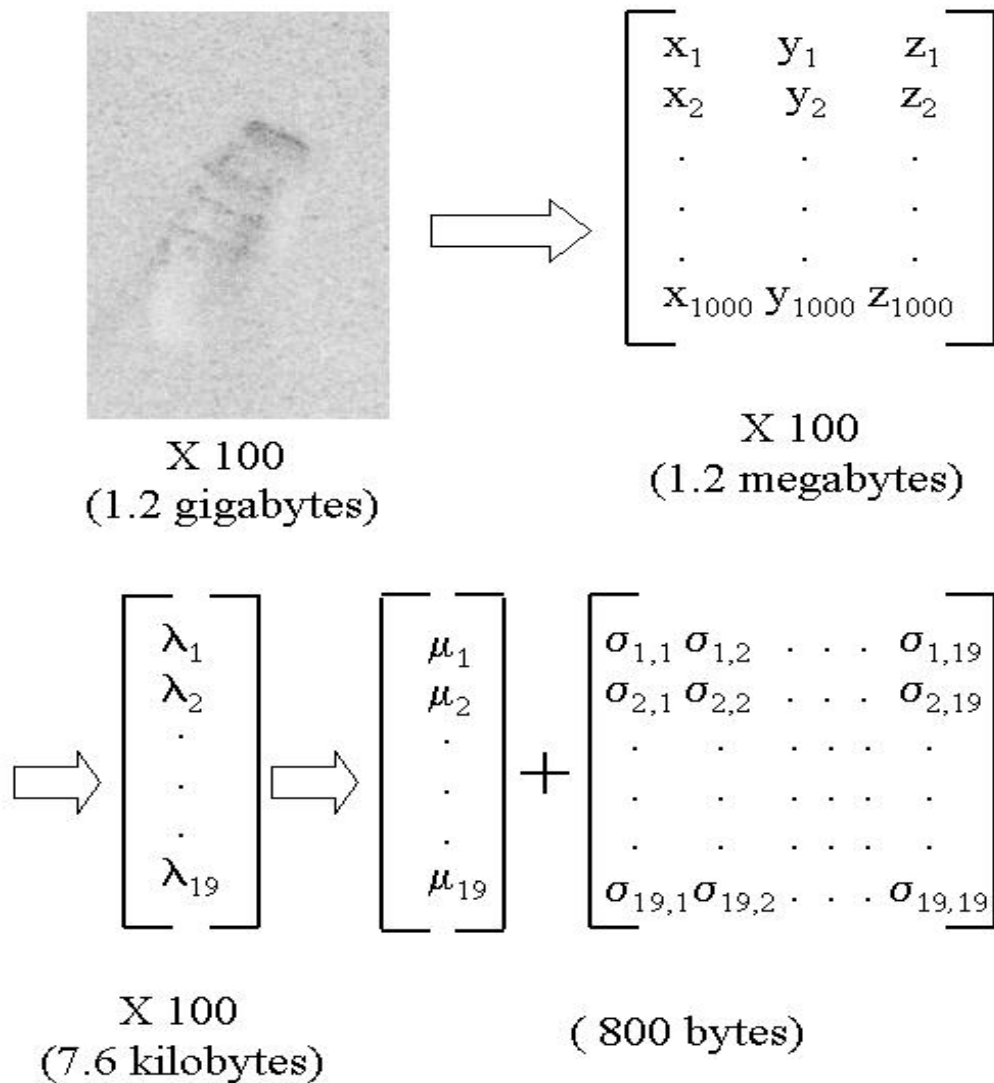 x₁ y₁ z₁
x₂ y₂ z₂
. . .
. . .
. . .
x₁₀₀₀ y₁₀₀₀ z₁₀₀₀
X 100
(1.2 gigabytes)
X 100
(1.2 megabytes)
λ₁
λ₂
.
.
.
λ₁₉
X 100
(7.6 kilobytes)
μ₁
μ₂
.
.
.
μ₁₉
+
σ₁,₁ σ₁,₂ . . . σ₁,₁₉
σ₂,₁ σ₂,₂ . . . σ₂,₁₉
. . . . . .
. . . . . .
. . . . . .
σ₁₉,₁ σ₁₉,₂ . . . σ₁₉,₁₉
( 800 bytes)